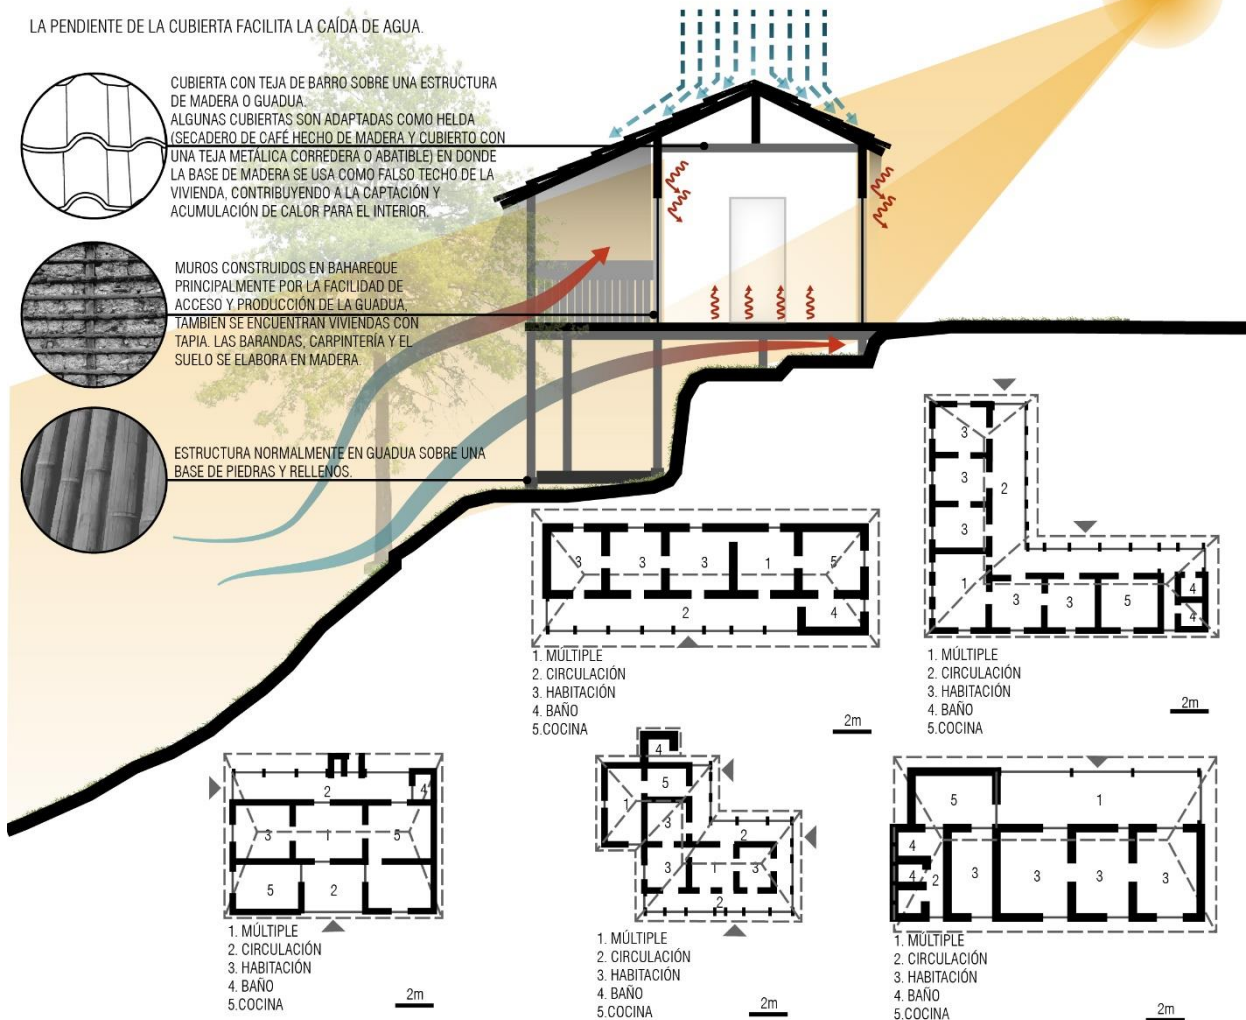 LA PENDIENTE DE LA CUBIERTA FACILITA LA CAÍDA DE AGUA.
CUBIERTA CON TEJA DE BARRO SOBRE UNA ESTRUCTURA
DE MADERA O GUADUA.
ALGUNAS CUBIERTAS SON ADAPTADAS COMO HELDA
(SECADERO DE CAFÉ HECHO DE MADERA Y CUBIERTO CON
UNA TEJA METÁLICA CORREDERA O ABATIBLE) EN DONDE
LA BASE DE MADERA SE USA COMO FALSO TECHO DE LA
VIVIENDA, CONTRIBUYENDO A LA CAPTACIÓN Y
ACUMULACIÓN DE CALOR PARA EL INTERIOR.
MUROS CONSTRUIDOS EN BAHAREQUE
PRINCIPALMENTE POR LA FACILIDAD DE
ACCESO Y PRODUCCIÓN DE LA GUADUA,
TAMBIEN SE ENCUENTRAN VIVIENDAS CON
TAPIA. LAS BARANDAS, CARPINTERÍA Y EL
SUELO SE ELABORA EN MADERA.
ESTRUCTURA NORMALMENTE EN GUADUA SOBRE UNA
BASE DE PIEDRAS Y RELLENOS.
3 3 3 1 5
2 4
1. MÚLTIPLE
2. CIRCULACIÓN
3. HABITACIÓN
4. BAÑO
5.COCINA
2m
3
3 2
3
1 3 3 5 4
4
1. MÚLTIPLE
2. CIRCULACIÓN
3. HABITACIÓN
4. BAÑO
5.COCINA
2m
2 4
3 1 5
5 2
1. MÚLTIPLE
2. CIRCULACIÓN
3. HABITACIÓN
4. BAÑO
5.COCINA
2m
4
5
1 3
2
3 1 3
2
1. MÚLTIPLE
2. CIRCULACIÓN
3. HABITACIÓN
4. BAÑO
5.COCINA
2m
5 1
4
4 2 3 3 3 3
1. MÚLTIPLE
2. CIRCULACIÓN
3. HABITACIÓN
4. BAÑO
5.COCINA
2m